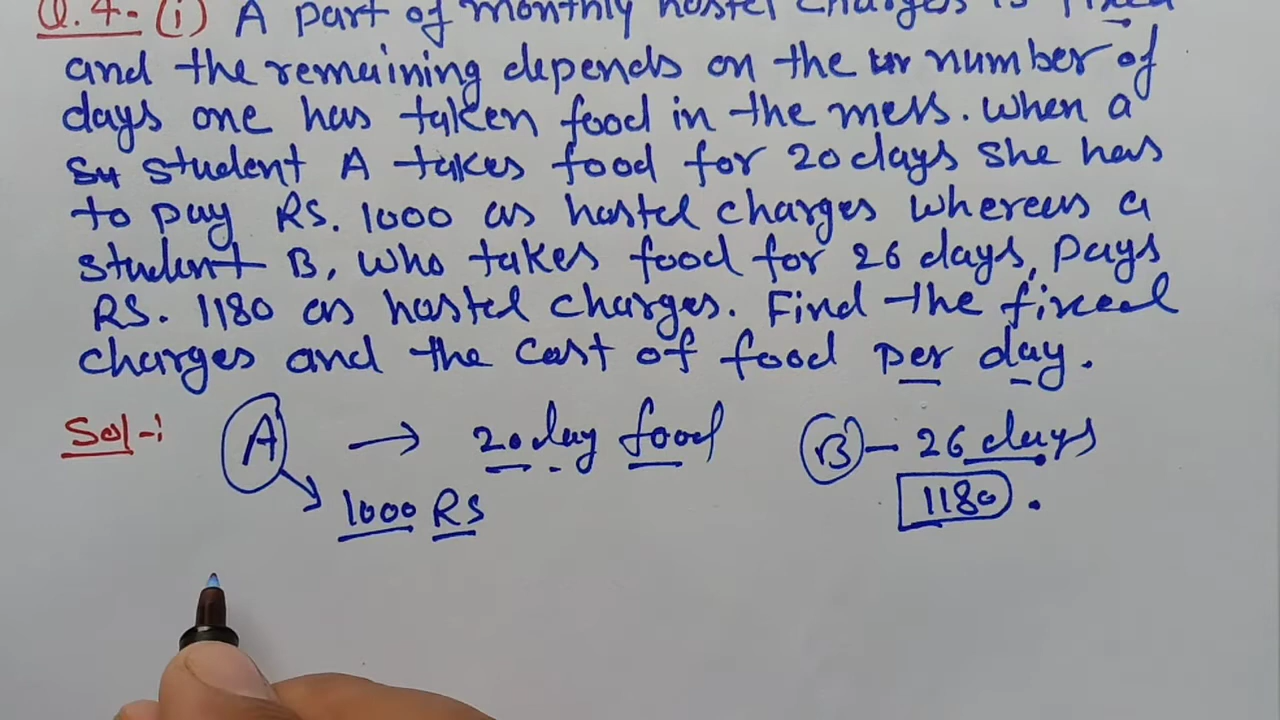 Q.4-(i) A part of monthly hostel charges is fixed
and the remaining depends on the ur number of
days one has taken food in the mess. When a
Su student A takes food for 20 days she has
to pay RS. 1000 as hostel charges whereas a
student B, who takes food for 26 days, pays
RS. 1180 as hostel charges. Find the fixed
charges and the cost of food per day.
Sol-: A → 20 day food B - 26 days
1000 RS 1180 .